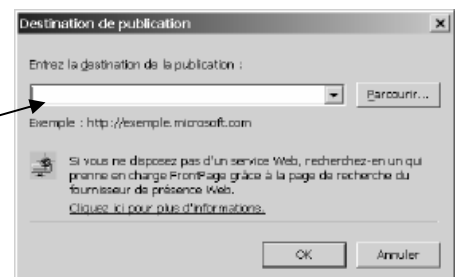 Destination de publication
Entrez la destination de la publication :
Parcourir...
Exemple : http://exemple.microsoft.com
Si vous ne disposez pas d'un service Web, recherchez-en un qui
prenne en charge FrontPage grâce à la page de recherche du
fournisseur de présence Web.
Cliquez ici pour plus d'informations.
OK Annuler